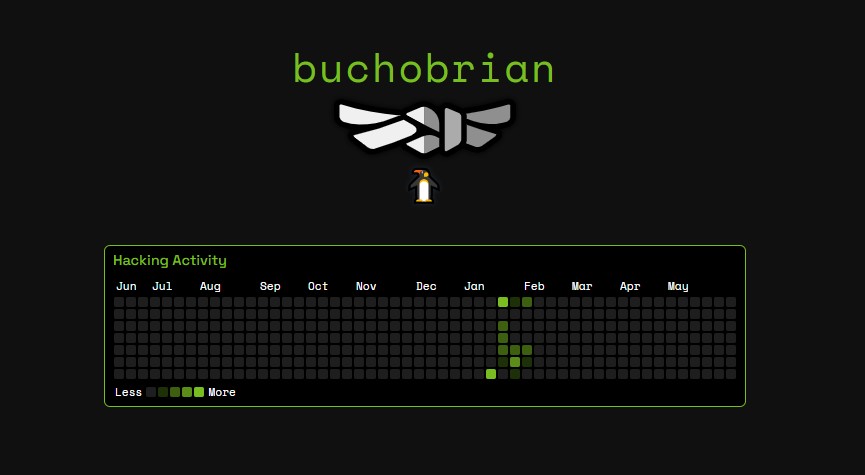 buchobrian
Hacking Activity
Jun Jul Aug Sep Oct Nov Dec Jan Feb Mar Apr May
Less More